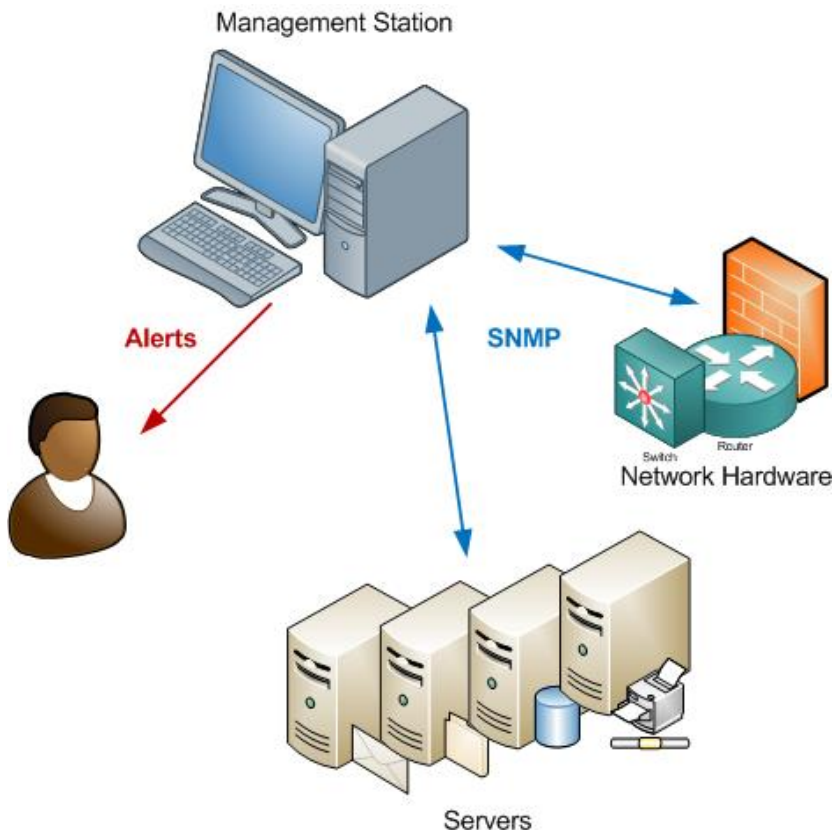 Management Station
Alerts
SNMP
Switch
Router
Network Hardware
Servers